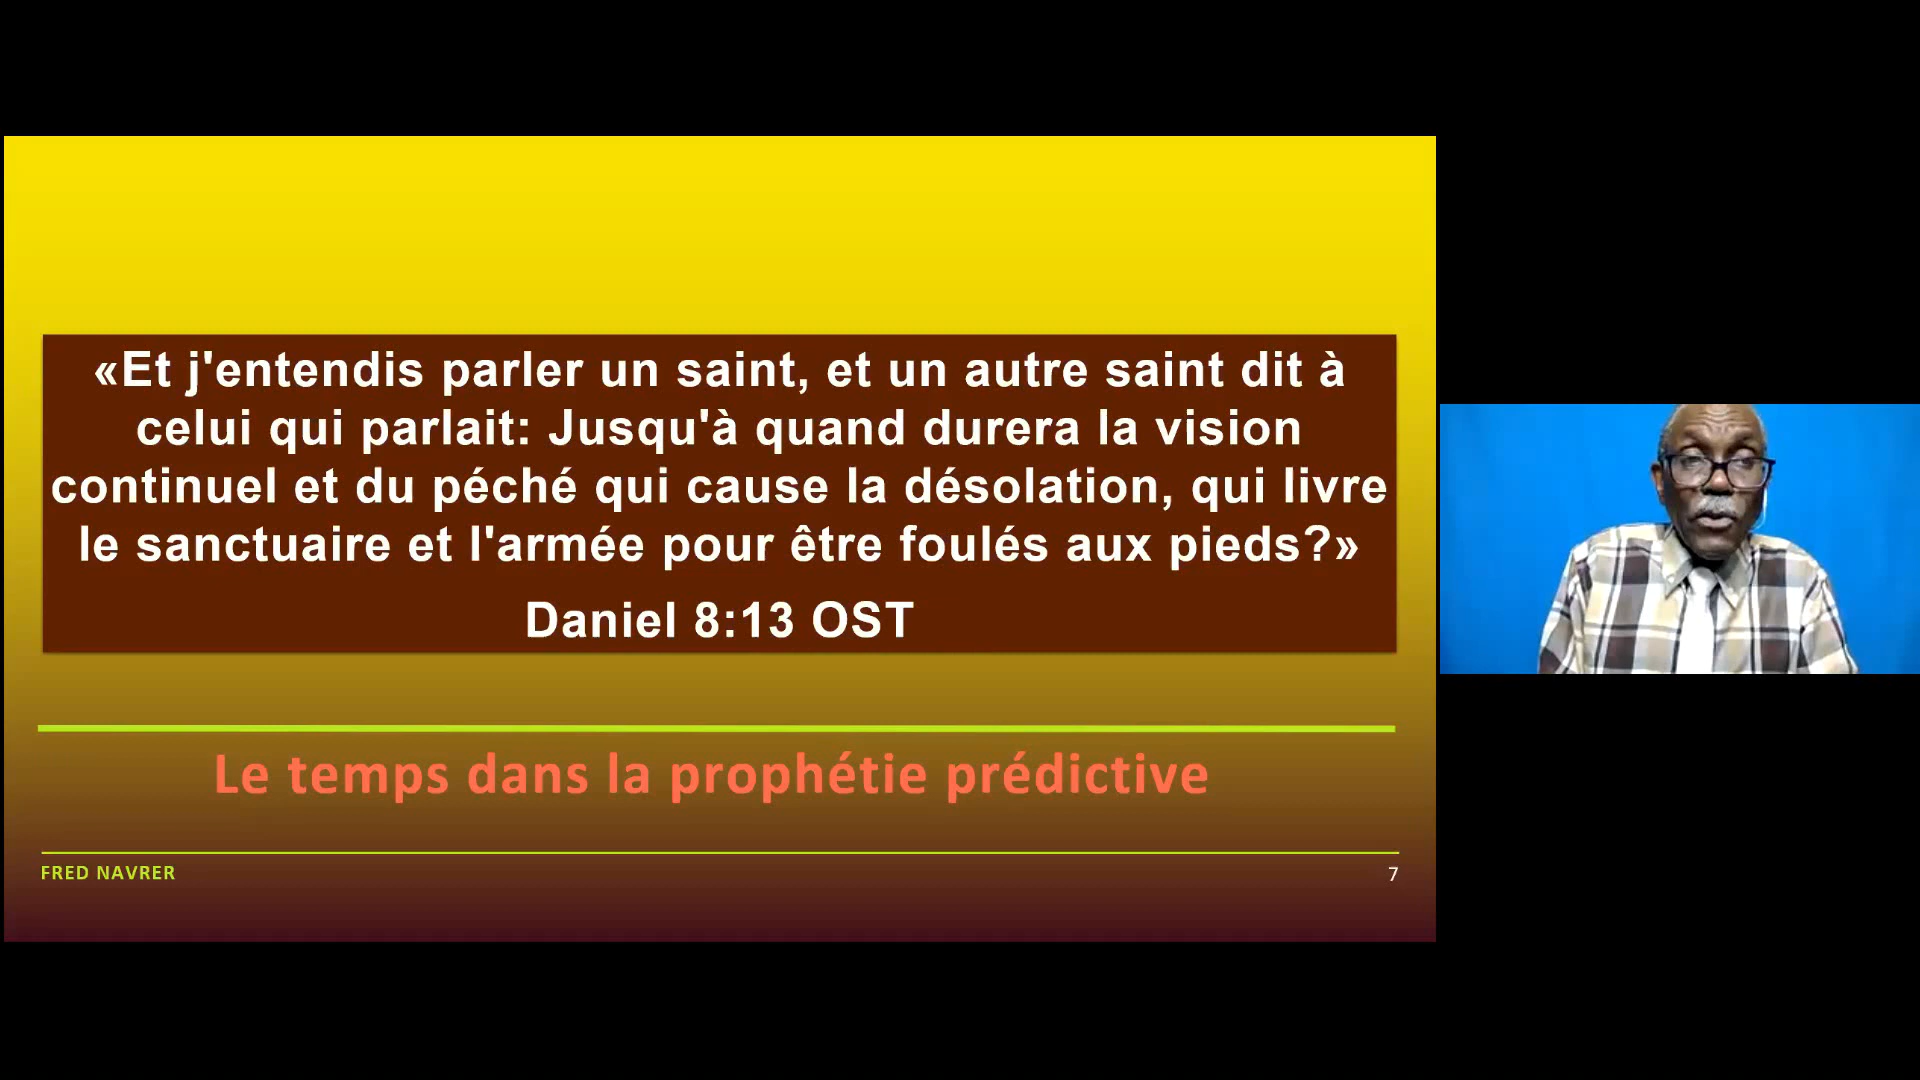 «Et j'entendis parler un saint, et un autre saint dit à
celui qui parlait: Jusqu'à quand durera la vision
continuel et du péché qui cause la désolation, qui livre
le sanctuaire et l'armée pour être foulés aux pieds?»
Daniel 8:13 OST
Le temps dans la prophétie prédictive
FRED NAVRER
7